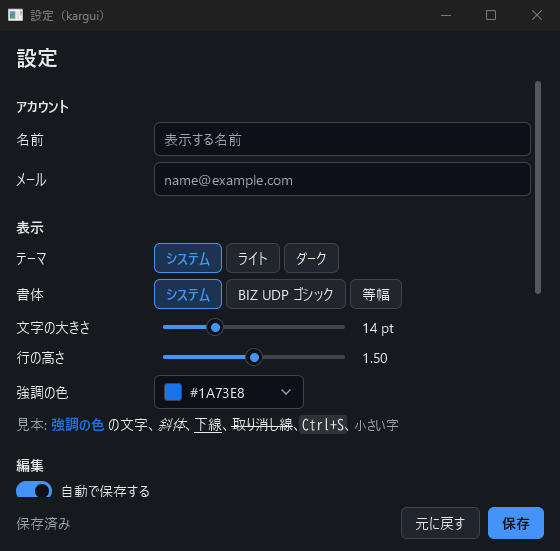 設定（kargui）
設定
アカウント
名前 表示する名前
メール name@example.com
表示
テーマ システム ライト ダーク
書体 システム BIZ UDP ゴシック 等幅
文字の大きさ 14 pt
行の高さ 1.50
強調の色 #1A73E8
見本: 強調の色 の文字、斜体、下線、取り消し線、Ctrl+S、小さい字
編集
自動で保存する
保存済み 元に戻す 保存